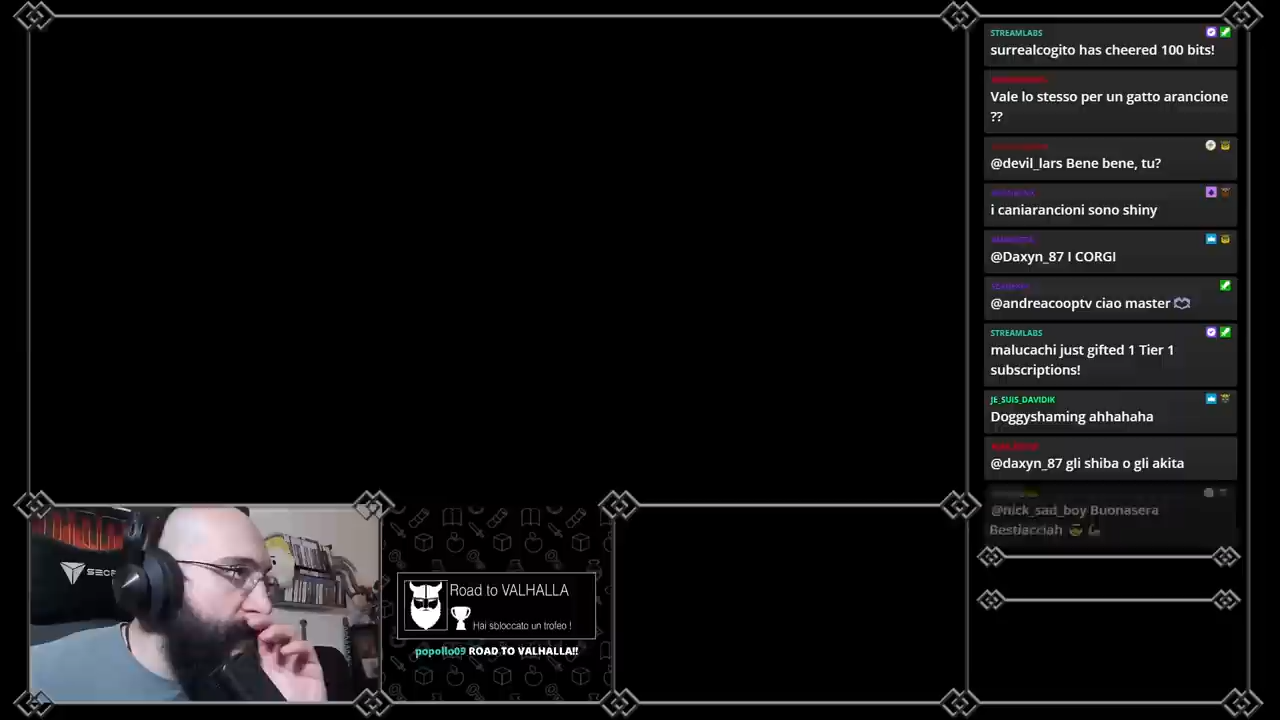 STREAMLABS
surrealcogito has cheered 100 bits!
Vale lo stesso per un gatto arancione
??
@devil_lars Bene bene, tu?
i caniarancioni sono shiny
@Daxyn_87 I CORGI
@andreacooptv ciao master
STREAMLABS
malucachi just gifted 1 Tier 1
subscriptions!
JE_SUIS_DAVIDIK
Doggyshaming ahhahaha
@daxyn_87 gli shiba o gli akita
@nick_sad_boy Buonasera
Bestiacciah
Road to VALHALLA
Hai sbloccato un trofeo !
popollo09 ROAD TO VALHALLA!!